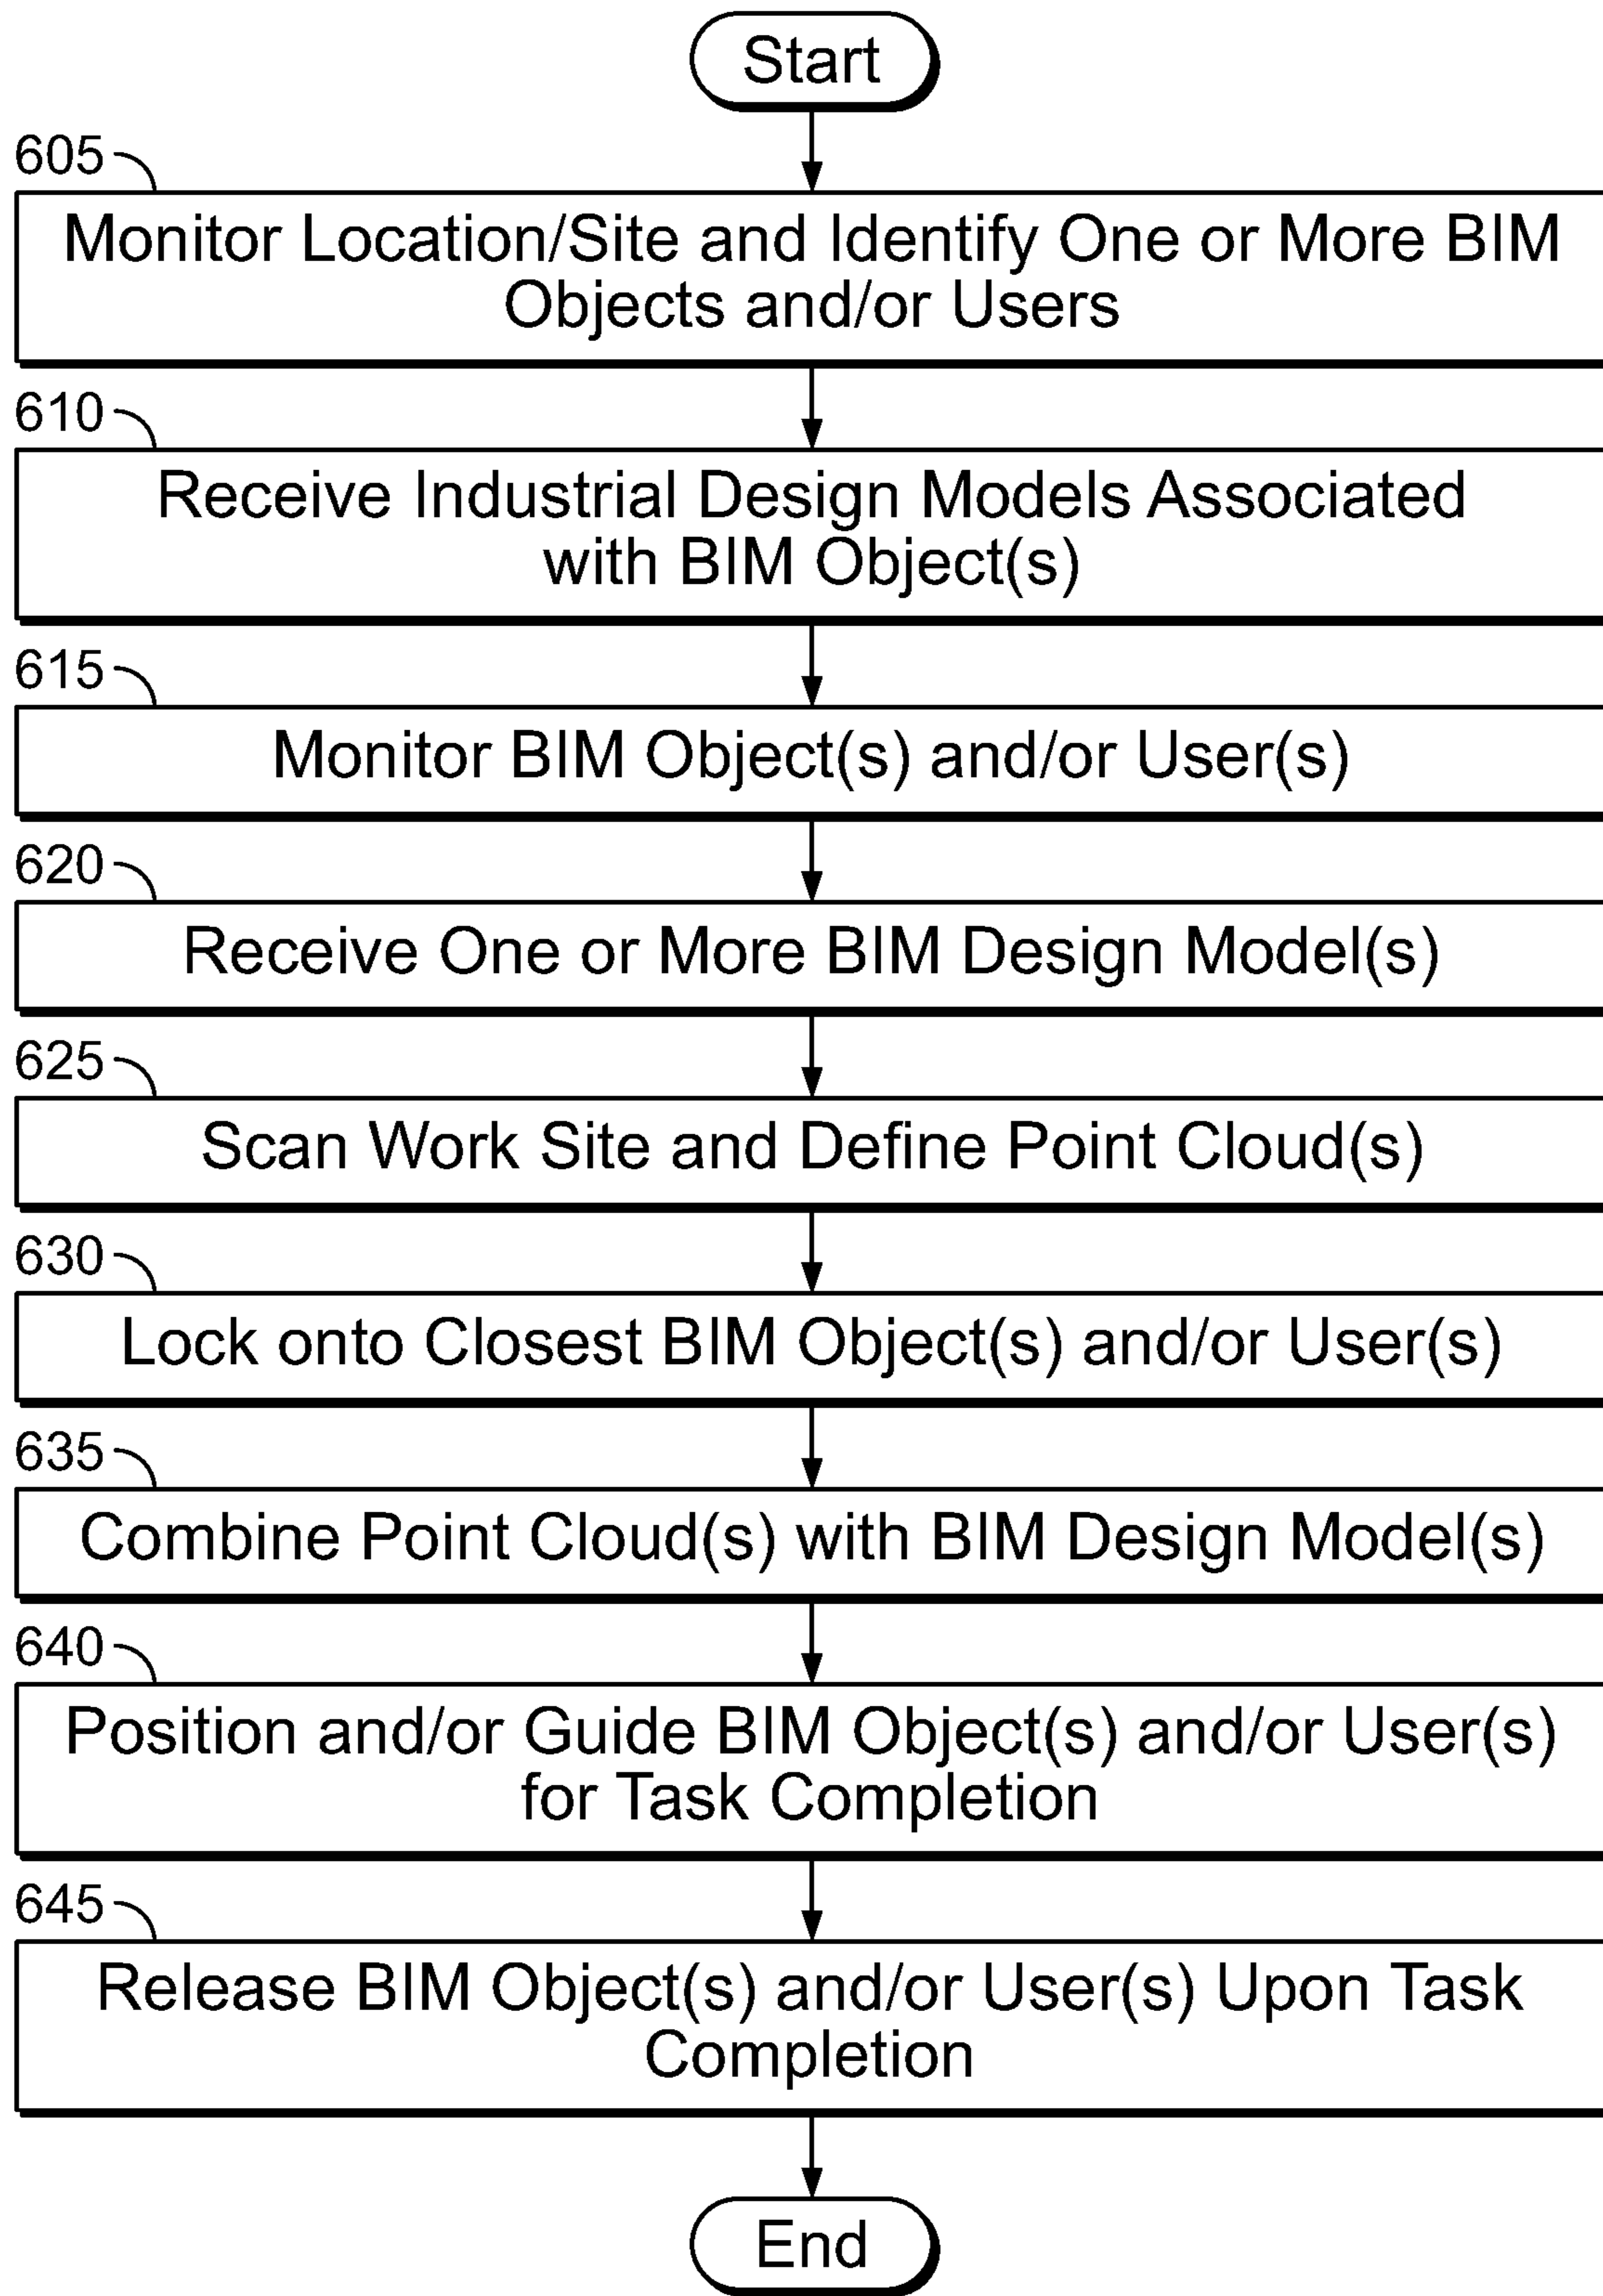 Start
605
Monitor Location/Site and Identify One or More BIM
Objects and/or Users
610
Receive Industrial Design Models Associated
with BIM Object(s)
615
Monitor BIM Object(s) and/or User(s)
620
Receive One or More BIM Design Model(s)
625
Scan Work Site and Define Point Cloud(s)
630
Lock onto Closest BIM Object(s) and/or User(s)
635
Combine Point Cloud(s) with BIM Design Model(s)
640
Position and/or Guide BIM Object(s) and/or User(s)
for Task Completion
645
Release BIM Object(s) and/or User(s) Upon Task
Completion
End